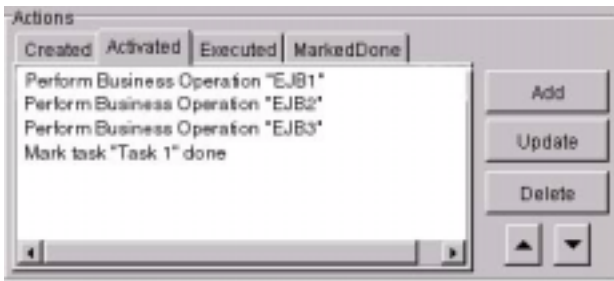 Actions
Created Activated Executed MarkedDone
Perform Business Operation "EJB1"
Perform Business Operation "EJB2"
Perform Business Operation "EJB3"
Mark task "Task 1" done
Add
Update
Delete